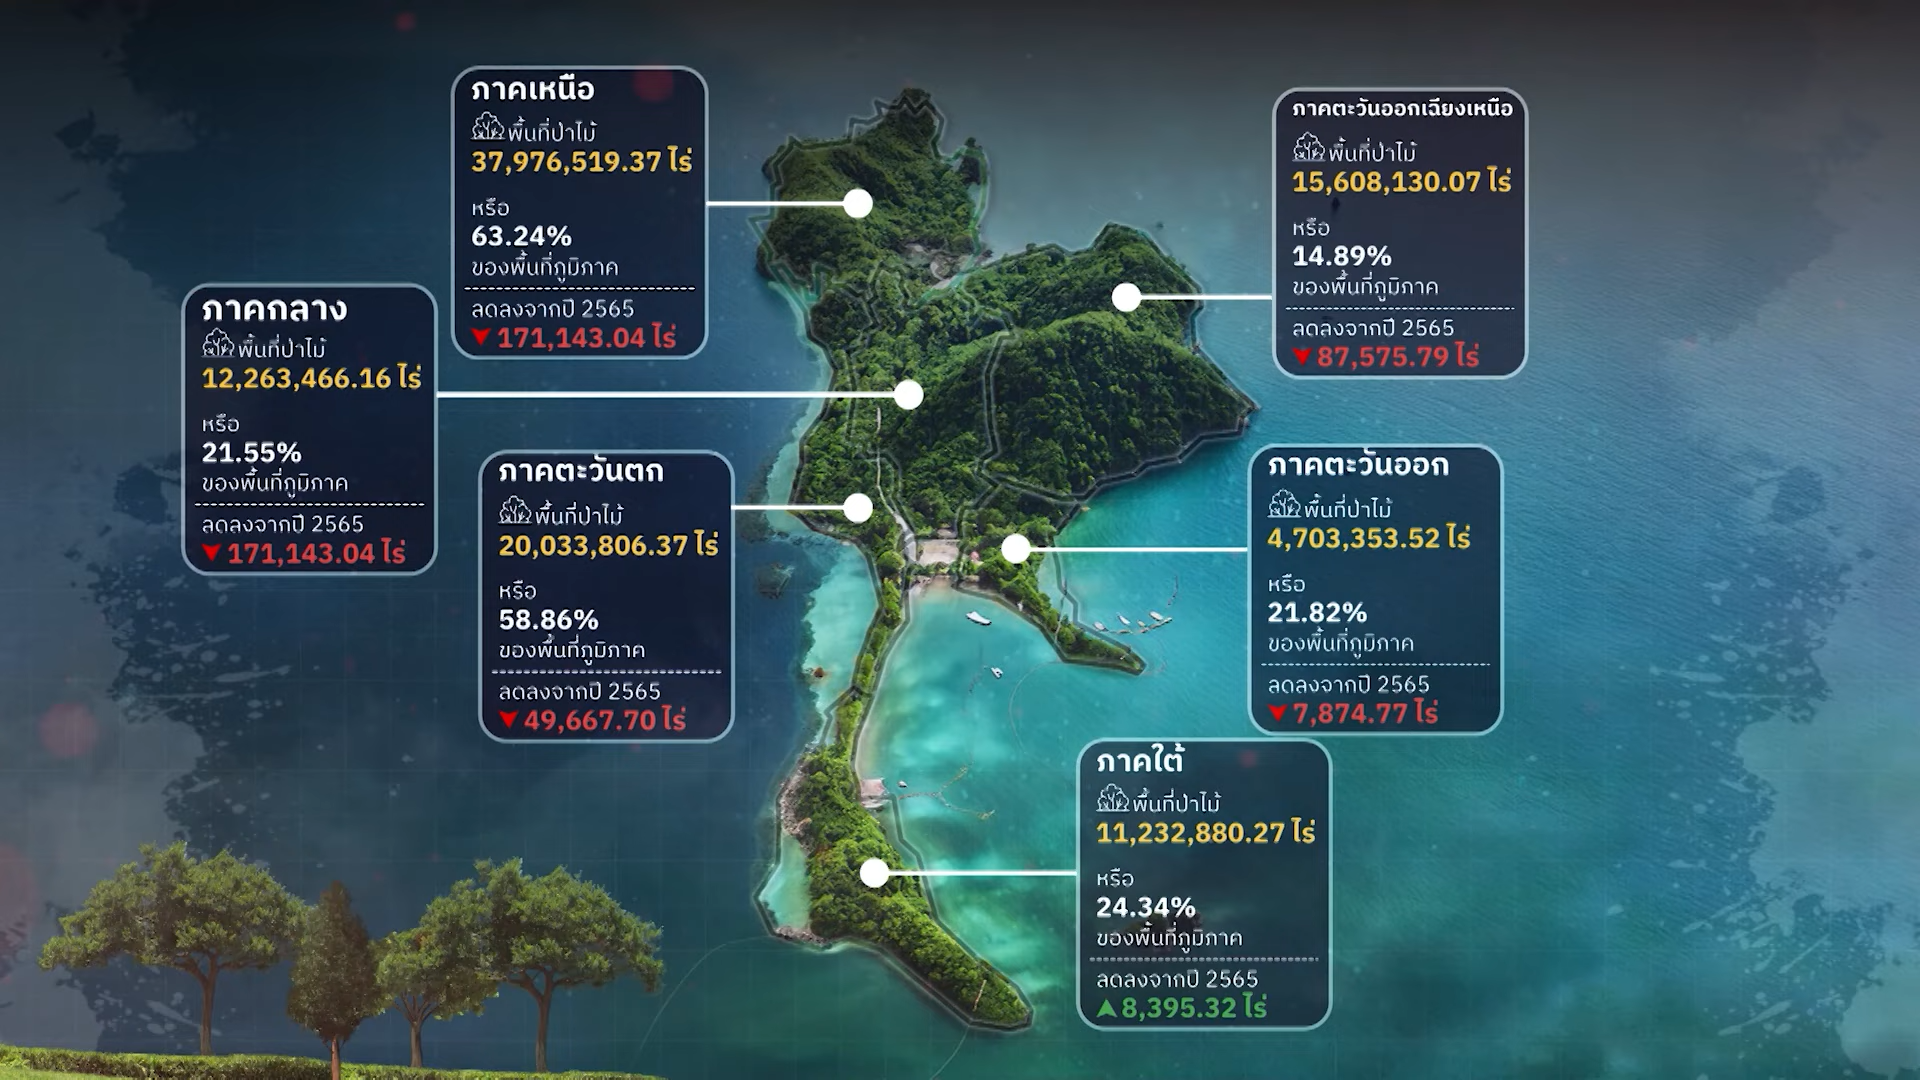 ภาคเหนือ
พื้นที่ป่าไม้
37,976,519.37 ไร่
หรือ
63.24%
ของพื้นที่ภูมิภาค
ลดลงจากปี 2565
171,143.04 ไร่
ภาคตะวันออกเฉียงเหนือ
พื้นที่ป่าไม้
15,608,130.07 ไร่
หรือ
14.89%
ของพื้นที่ภูมิภาค
ลดลงจากปี 2565
87,575.79 ไร่
ภาคกลาง
พื้นที่ป่าไม้
12,263,466.16 ไร่
หรือ
21.55%
ของพื้นที่ภูมิภาค
ลดลงจากปี 2565
171,143.04 ไร่
ภาคตะวันตก
พื้นที่ป่าไม้
20,033,806.37 ไร่
หรือ
58.86%
ของพื้นที่ภูมิภาค
ลดลงจากปี 2565
49,667.70 ไร่
ภาคตะวันออก
พื้นที่ป่าไม้
4,703,353.52 ไร่
หรือ
21.82%
ของพื้นที่ภูมิภาค
ลดลงจากปี 2565
7,874.77 ไร่
ภาคใต้
พื้นที่ป่าไม้
11,232,880.27 ไร่
หรือ
24.34%
ของพื้นที่ภูมิภาค
ลดลงจากปี 2565
8,395.32 ไร่